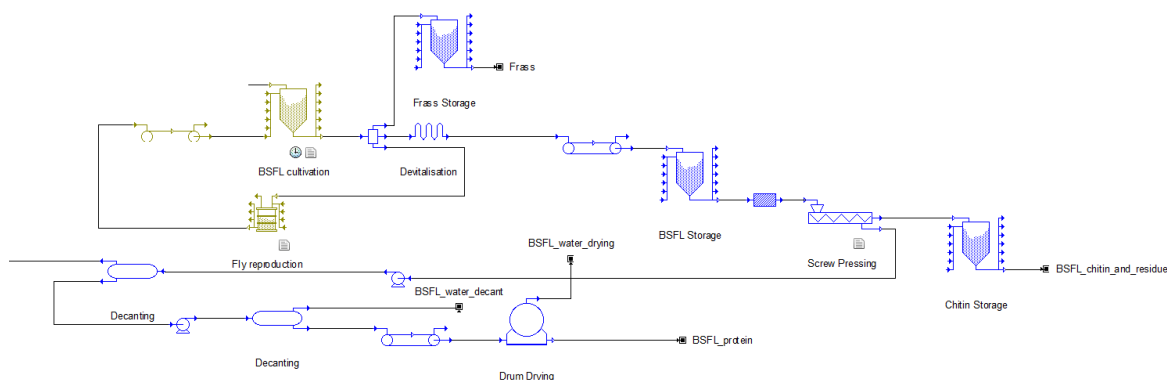 Frass
Frass Storage
BSFL cultivation
Devitalisation
BSFL Storage
BSFL_water_drying
Fly reproduction
Screw Pressing
BSFL_chitin_and_residue
BSFL_water_decant
Chitin Storage
Decanting
BSFL_protein
Decanting
Drum Drying